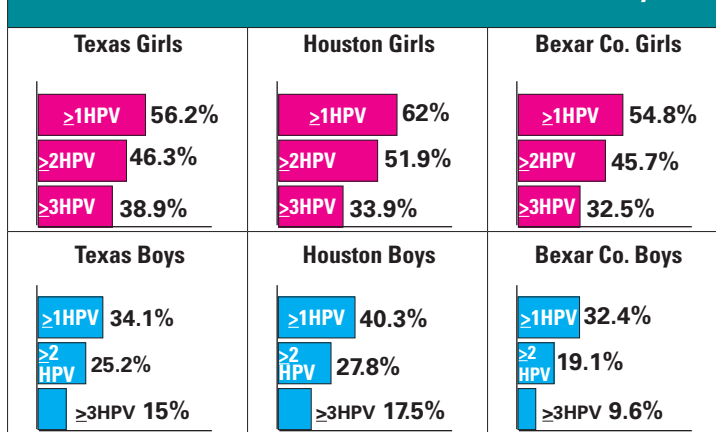 Texas Girls
≥1HPV 56.2%
≥2HPV 46.3%
≥3HPV 38.9%
Houston Girls
≥1HPV 62%
≥2HPV 51.9%
≥3HPV 33.9%
Bexar Co. Girls
≥1HPV 54.8%
≥2HPV 45.7%
≥3HPV 32.5%
Texas Boys
≥1HPV 34.1%
≥2
HPV 25.2%
≥3HPV 15%
Houston Boys
≥1HPV 40.3%
≥2
HPV 27.8%
≥3HPV 17.5%
Bexar Co. Boys
≥1HPV 32.4%
≥2
HPV 19.1%
≥3HPV 9.6%